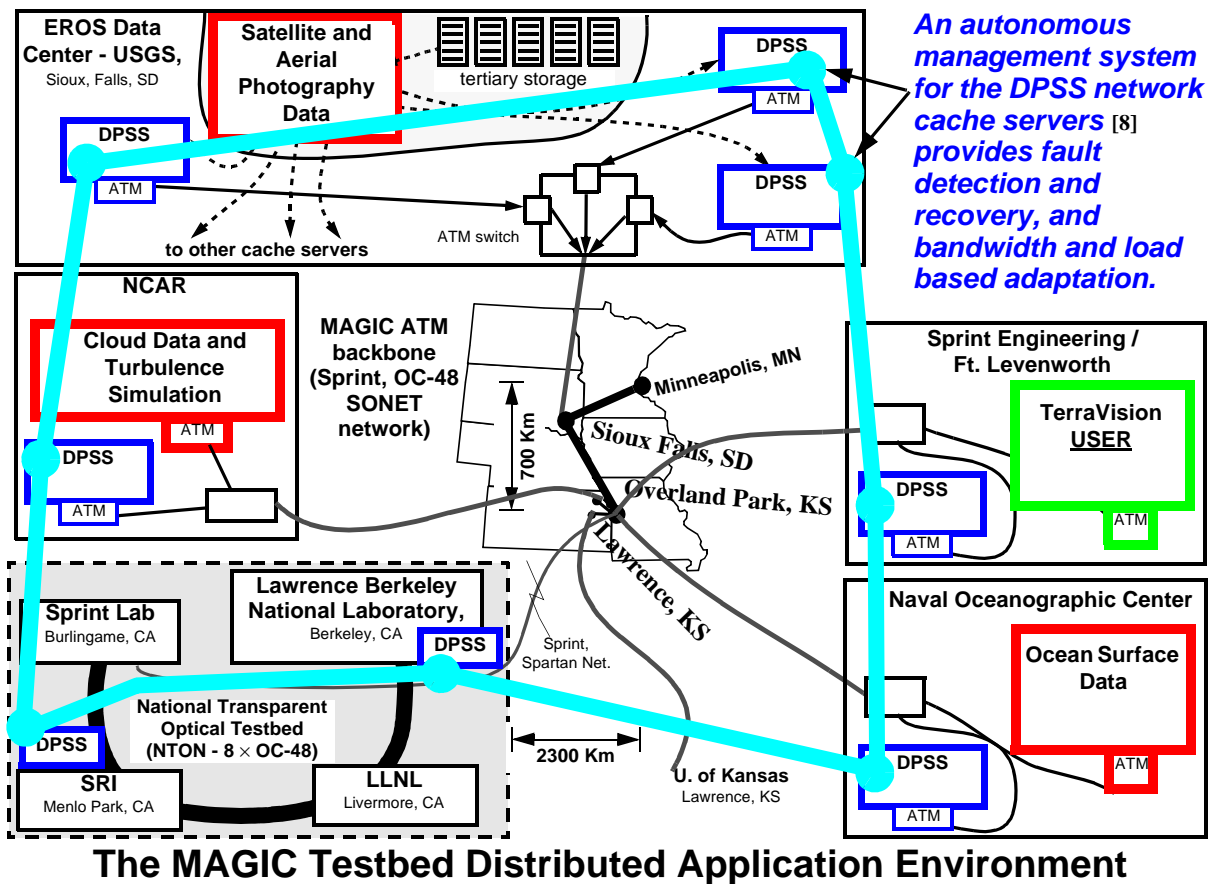 EROS Data
Center - USGS,
Sioux, Falls, SD
Satellite and
Aerial
Photography
Data
tertiary storage
DPSS
ATM
DPSS
ATM
DPSS
ATM
to other cache servers
ATM switch
An autonomous
management system
for the DPSS network
cache servers [8]
provides fault
detection and
recovery, and
bandwidth and load
based adaptation.
NCAR
Cloud Data and
Turbulence
Simulation
ATM
DPSS
ATM
MAGIC ATM
backbone
(Sprint, OC-48
SONET
network)
700 Km
Minneapolis, MN
Sioux Falls, SD
Overland Park, KS
Lawrence, KS
Sprint Engineering /
Ft. Levenworth
TerraVision
USER
ATM
DPSS
ATM
Sprint Lab
Burlingame, CA
Lawrence Berkeley
National Laboratory,
Berkeley, CA
DPSS
National Transparent
Optical Testbed
(NTON - 8 × OC-48)
DPSS
SRI
Menlo Park, CA
LLNL
Livermore, CA
Sprint,
Spartan Net.
2300 Km
U. of Kansas
Lawrence, KS
Naval Oceanographic Center
Ocean Surface
Data
ATM
DPSS
ATM
The MAGIC Testbed Distributed Application Environment